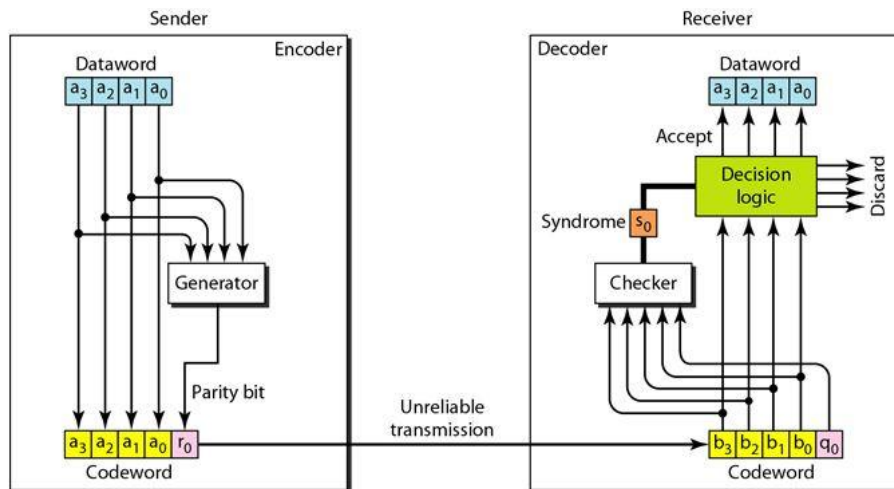 Sender
Receiver
Encoder
Decoder
Dataword
Dataword
a3 a2 a1 a0
a3 a2 a1 a0
Accept
Decision
logic
Discard
Syndrome
s0
Generator
Checker
Parity bit
Unreliable
transmission
a3 a2 a1 a0 r0
b3 b2 b1 b0 q0
Codeword
Codeword